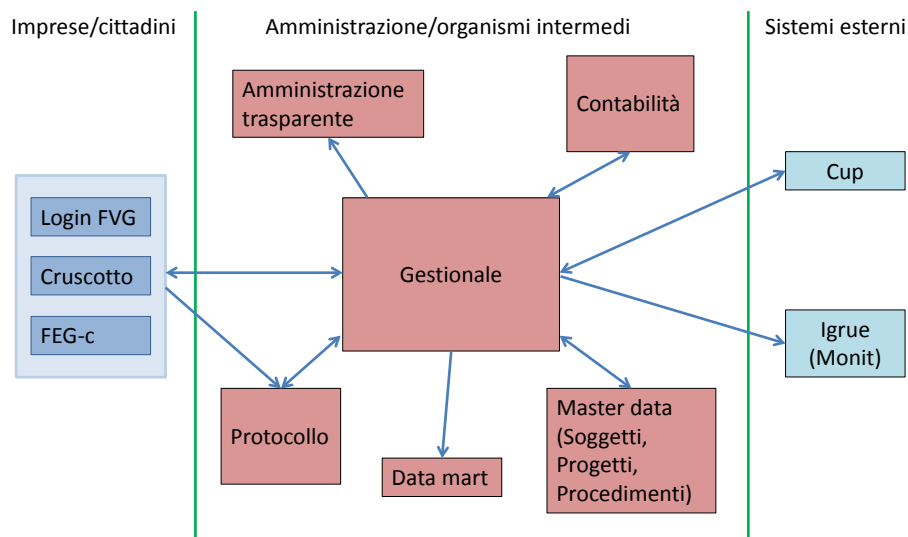 Imprese/cittadini
Amministrazione/organismi intermedi
Sistemi esterni
Amministrazione
trasparente
Contabilità
Cup
Login FVG
Cruscotto
FEG-c
Gestionale
Igrue
(Monit)
Protocollo
Data mart
Master data
(Soggetti,
Progetti,
Procedimenti)